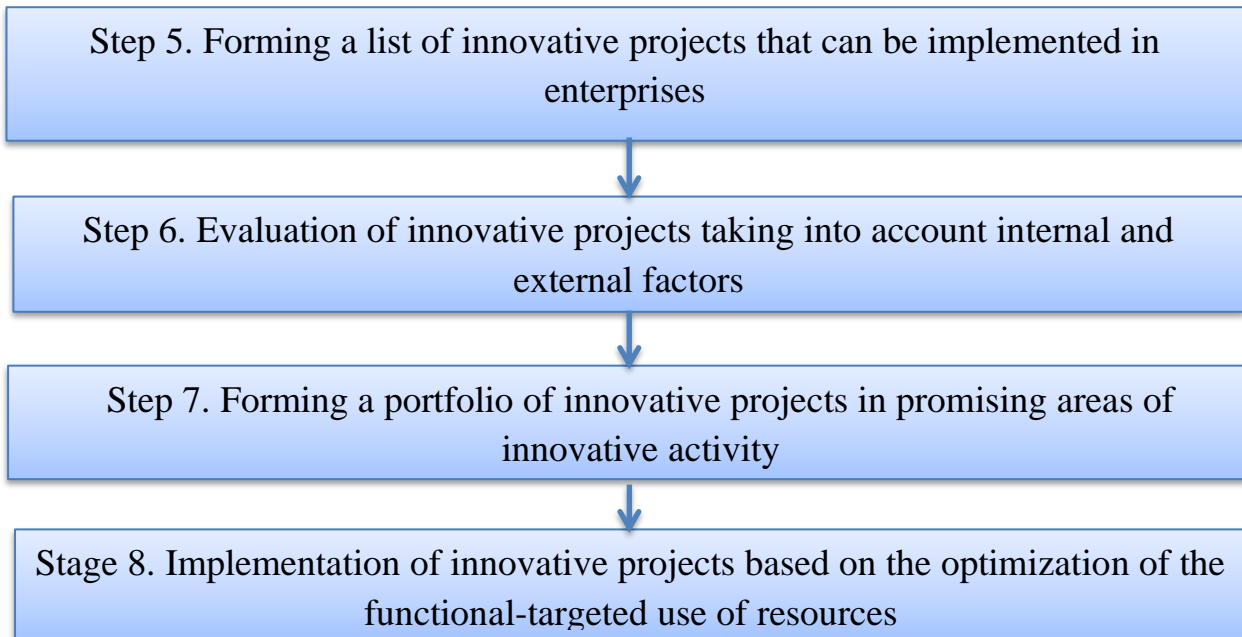 Step 5. Forming a list of innovative projects that can be implemented in
enterprises
Step 6. Evaluation of innovative projects taking into account internal and
external factors
Step 7. Forming a portfolio of innovative projects in promising areas of
innovative activity
Stage 8. Implementation of innovative projects based on the optimization of the
functional-targeted use of resources